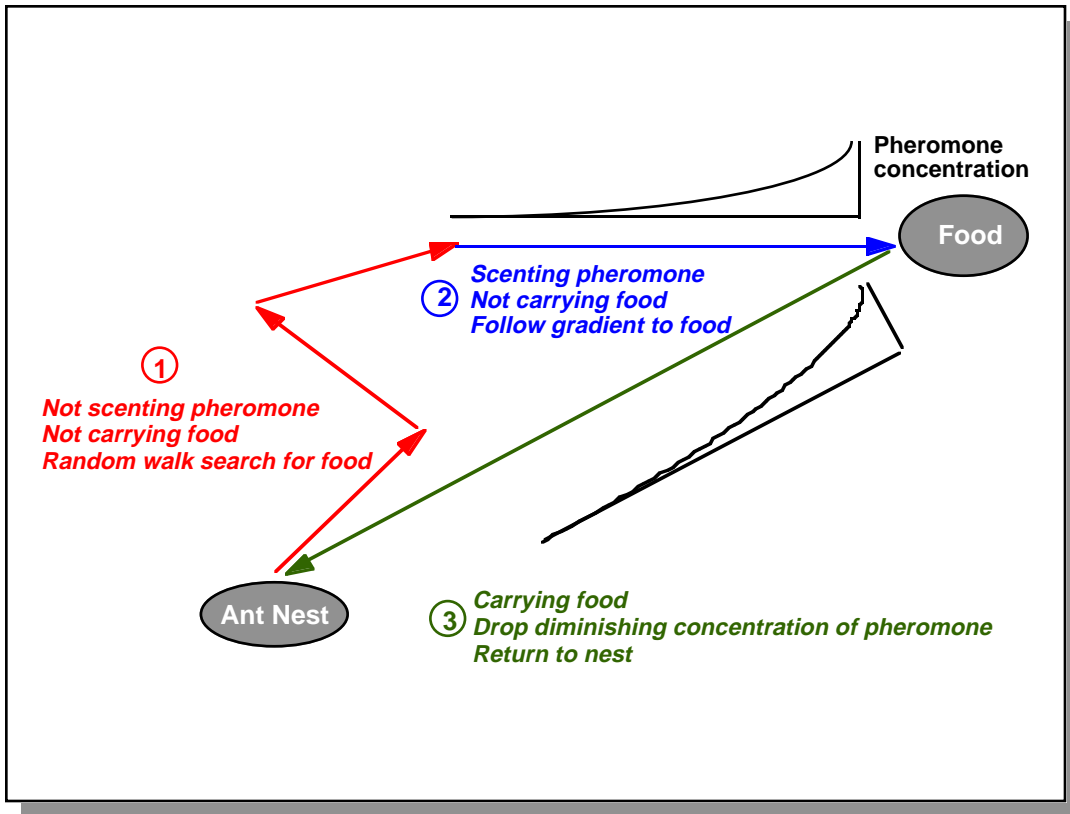 Pheromone
concentration
Food
2
Scenting pheromone
Not carrying food
Follow gradient to food
1
Not scenting pheromone
Not carrying food
Random walk search for food
Ant Nest
3
Carrying food
Drop diminishing concentration of pheromone
Return to nest